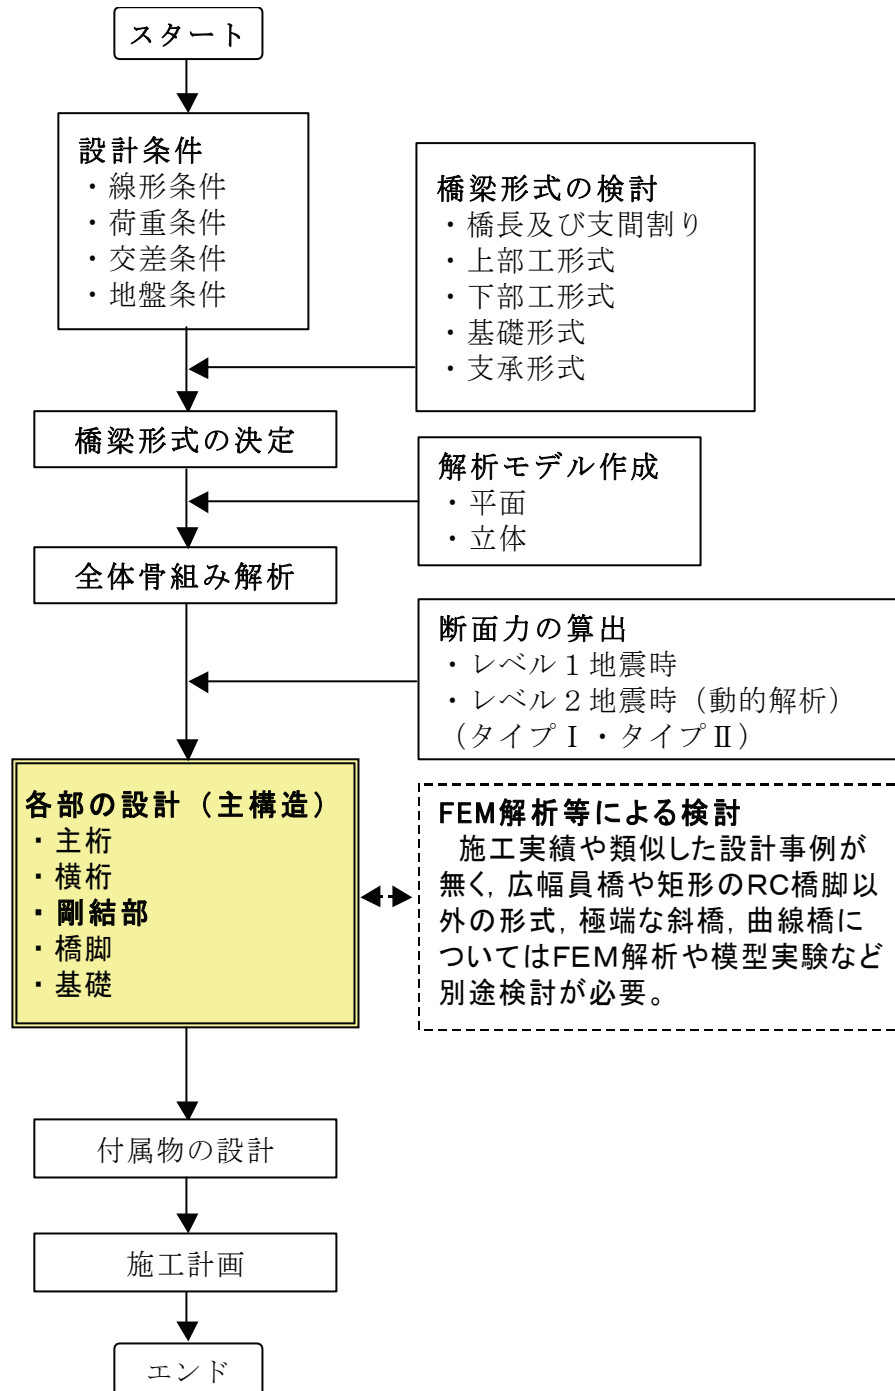 スタート
設計条件
・線形条件
・荷重条件
・交差条件
・地盤条件
橋梁形式の検討
・橋長及び支間割り
・上部工形式
・下部工形式
・基礎形式
・支承形式
橋梁形式の決定
解析モデル作成
・平面
・立体
全体骨組み解析
断面力の算出
・レベル１地震時
・レベル２地震時（動的解析）
（タイプⅠ・タイプⅡ）
各部の設計（主構造）
・主桁
・横桁
・剛結部
・橋脚
・基礎
FEM解析等による検討
施工実績や類似した設計事例が
無く，広幅員橋や矩形のRC橋脚以
外の形式，極端な斜橋，曲線橋に
ついてはFEM解析や模型実験など
別途検討が必要。
付属物の設計
施工計画
エンド